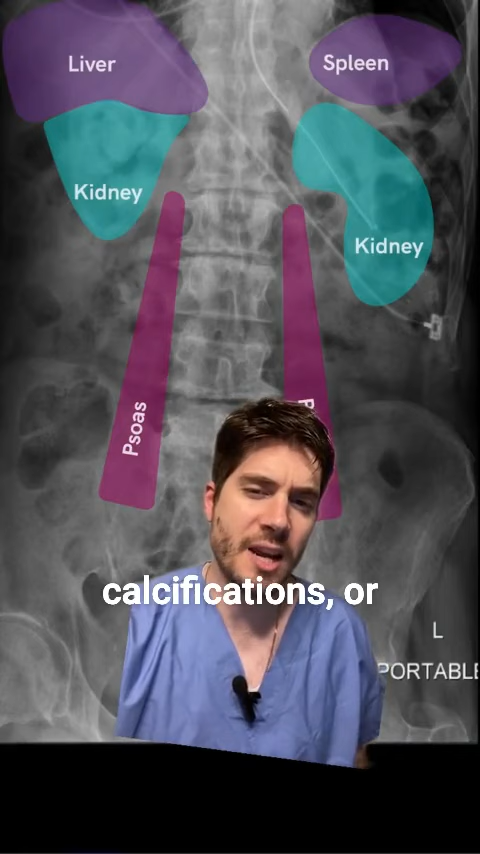 Liver
Spleen
Kidney
Kidney
Psoas
P
calcifications, or
L
PORTABLE